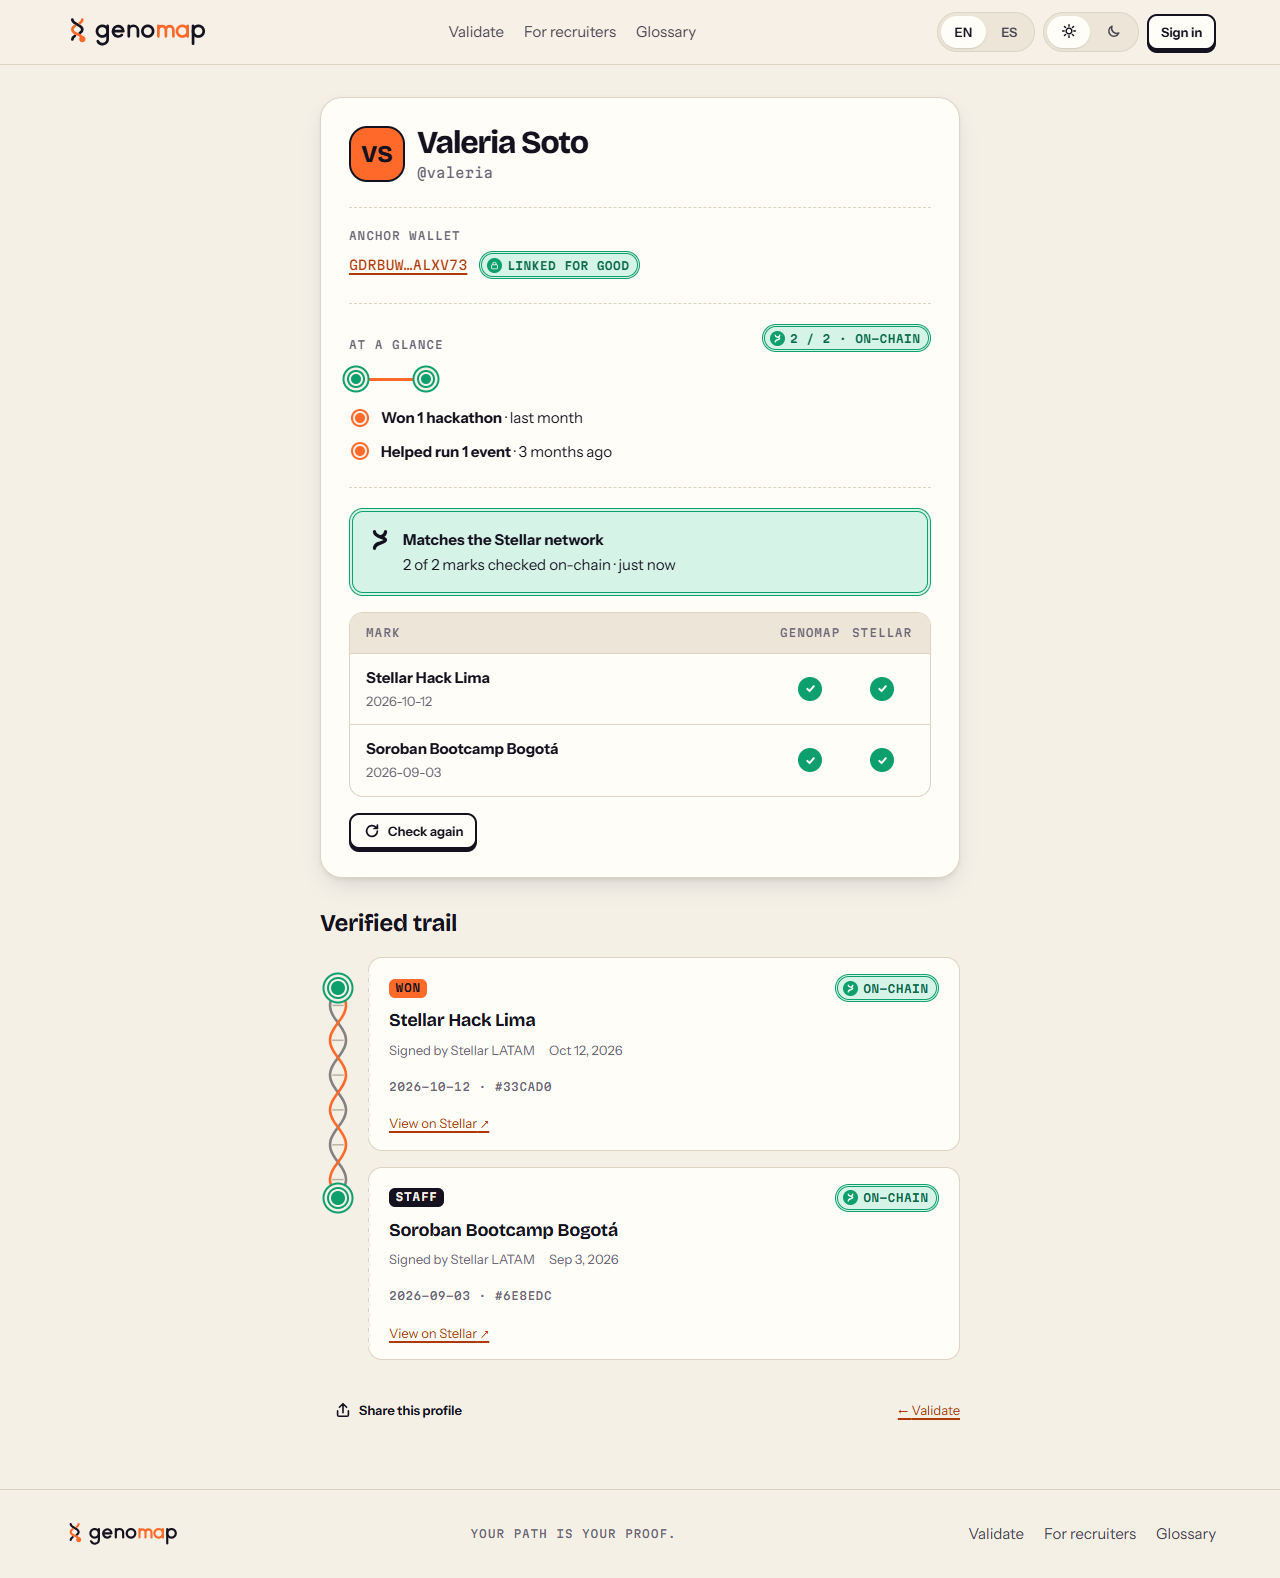 genomap
Validate
For recruiters
Glossary
EN
ES
Sign in
VS
Valeria Soto
@valeria
ANCHOR WALLET
GDRBUW…ALXV73
LINKED FOR GOOD
AT A GLANCE
2 / 2 · ON-CHAIN
Won 1 hackathon · last month
Helped run 1 event · 3 months ago
Matches the Stellar network
2 of 2 marks checked on-chain · just now
MARK
GENOMAP
STELLAR
Stellar Hack Lima
2026-10-12
Soroban Bootcamp Bogotá
2026-09-03
Check again
Verified trail
WON
ON-CHAIN
Stellar Hack Lima
Signed by Stellar LATAM Oct 12, 2026
2026-10-12 · #33CAD0
View on Stellar ↗
STAFF
ON-CHAIN
Soroban Bootcamp Bogotá
Signed by Stellar LATAM Sep 3, 2026
2026-09-03 · #6E8EDC
View on Stellar ↗
Share this profile
← Validate
genomap
YOUR PATH IS YOUR PROOF.
Validate
For recruiters
Glossary